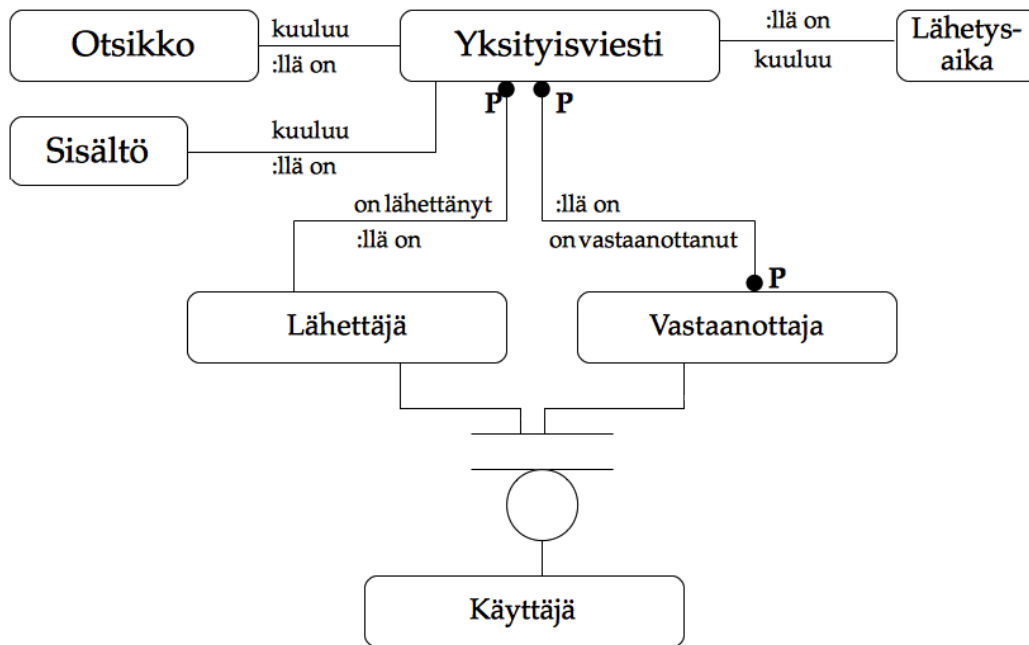 Otsikko
kuuluu
:llä on
Yksityisviesti
:llä on
kuuluu
Lähetys-
aika
P
P
Sisältö
kuuluu
:llä on
on lähettänyt
:llä on
:llä on
on vastaanottanut
P
Lähettäjä
Vastaanottaja
Käyttäjä